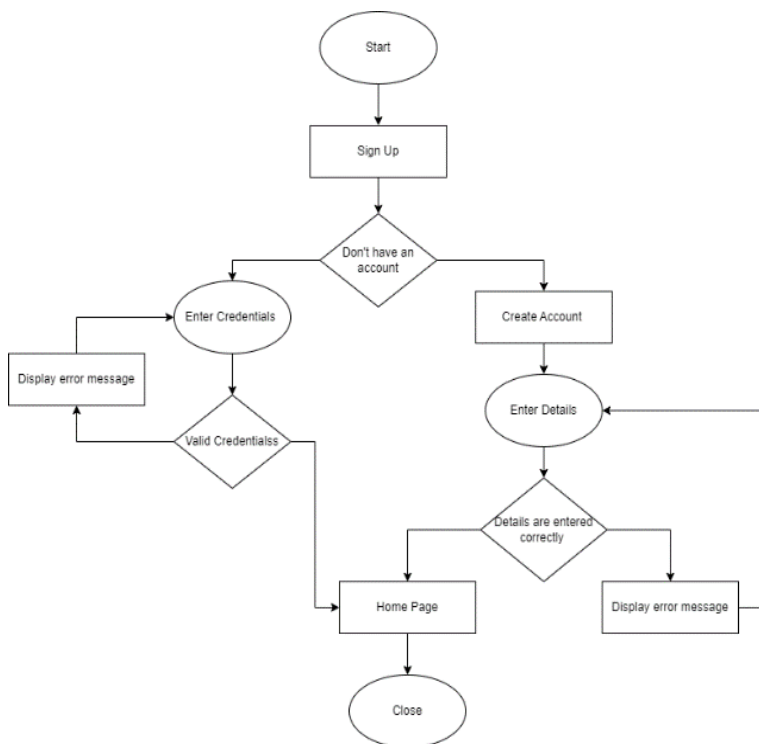 Start
Sign Up
Don't have an
account
Enter Credentials
Create Account
Display error message
Enter Details
Valid Credentialss
Details are entered
correctly
Home Page
Display error message
Close